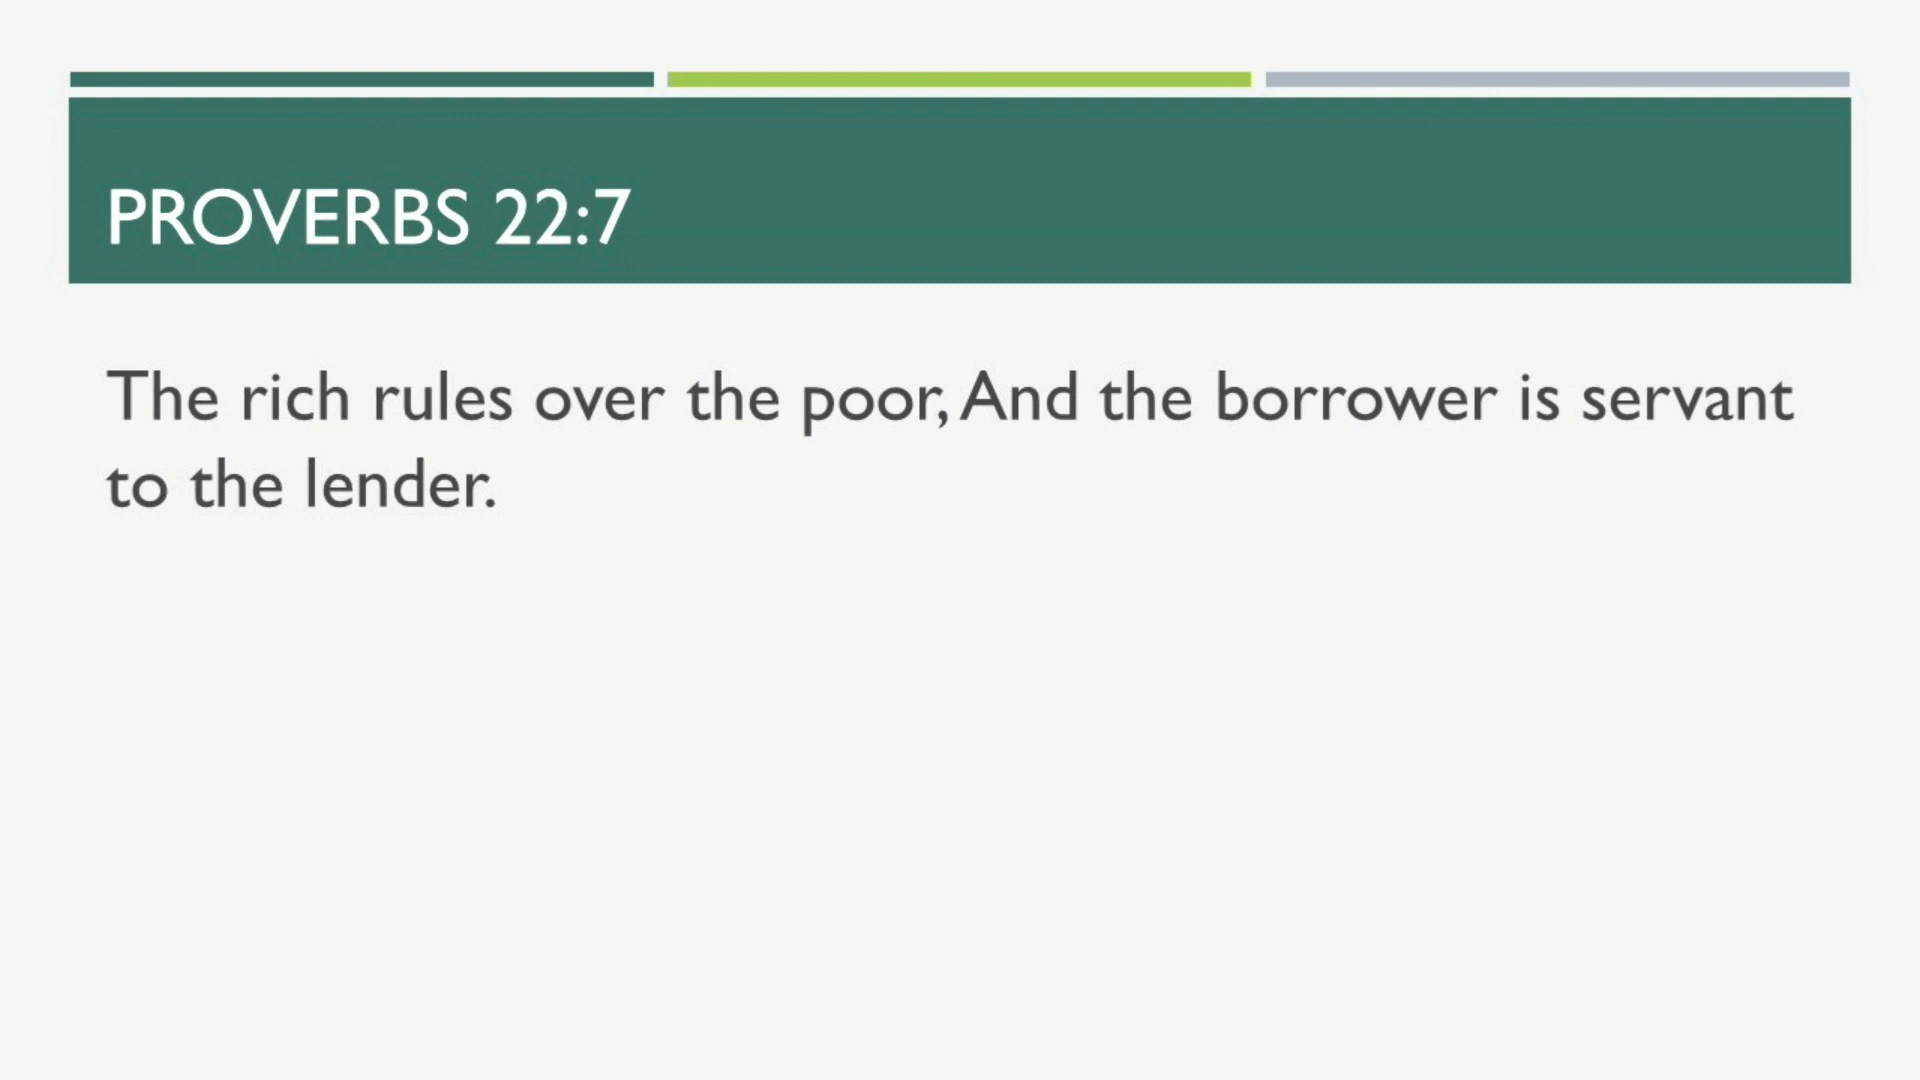 PROVERBS 22:7
The rich rules over the poor, And the borrower is servant
to the lender.